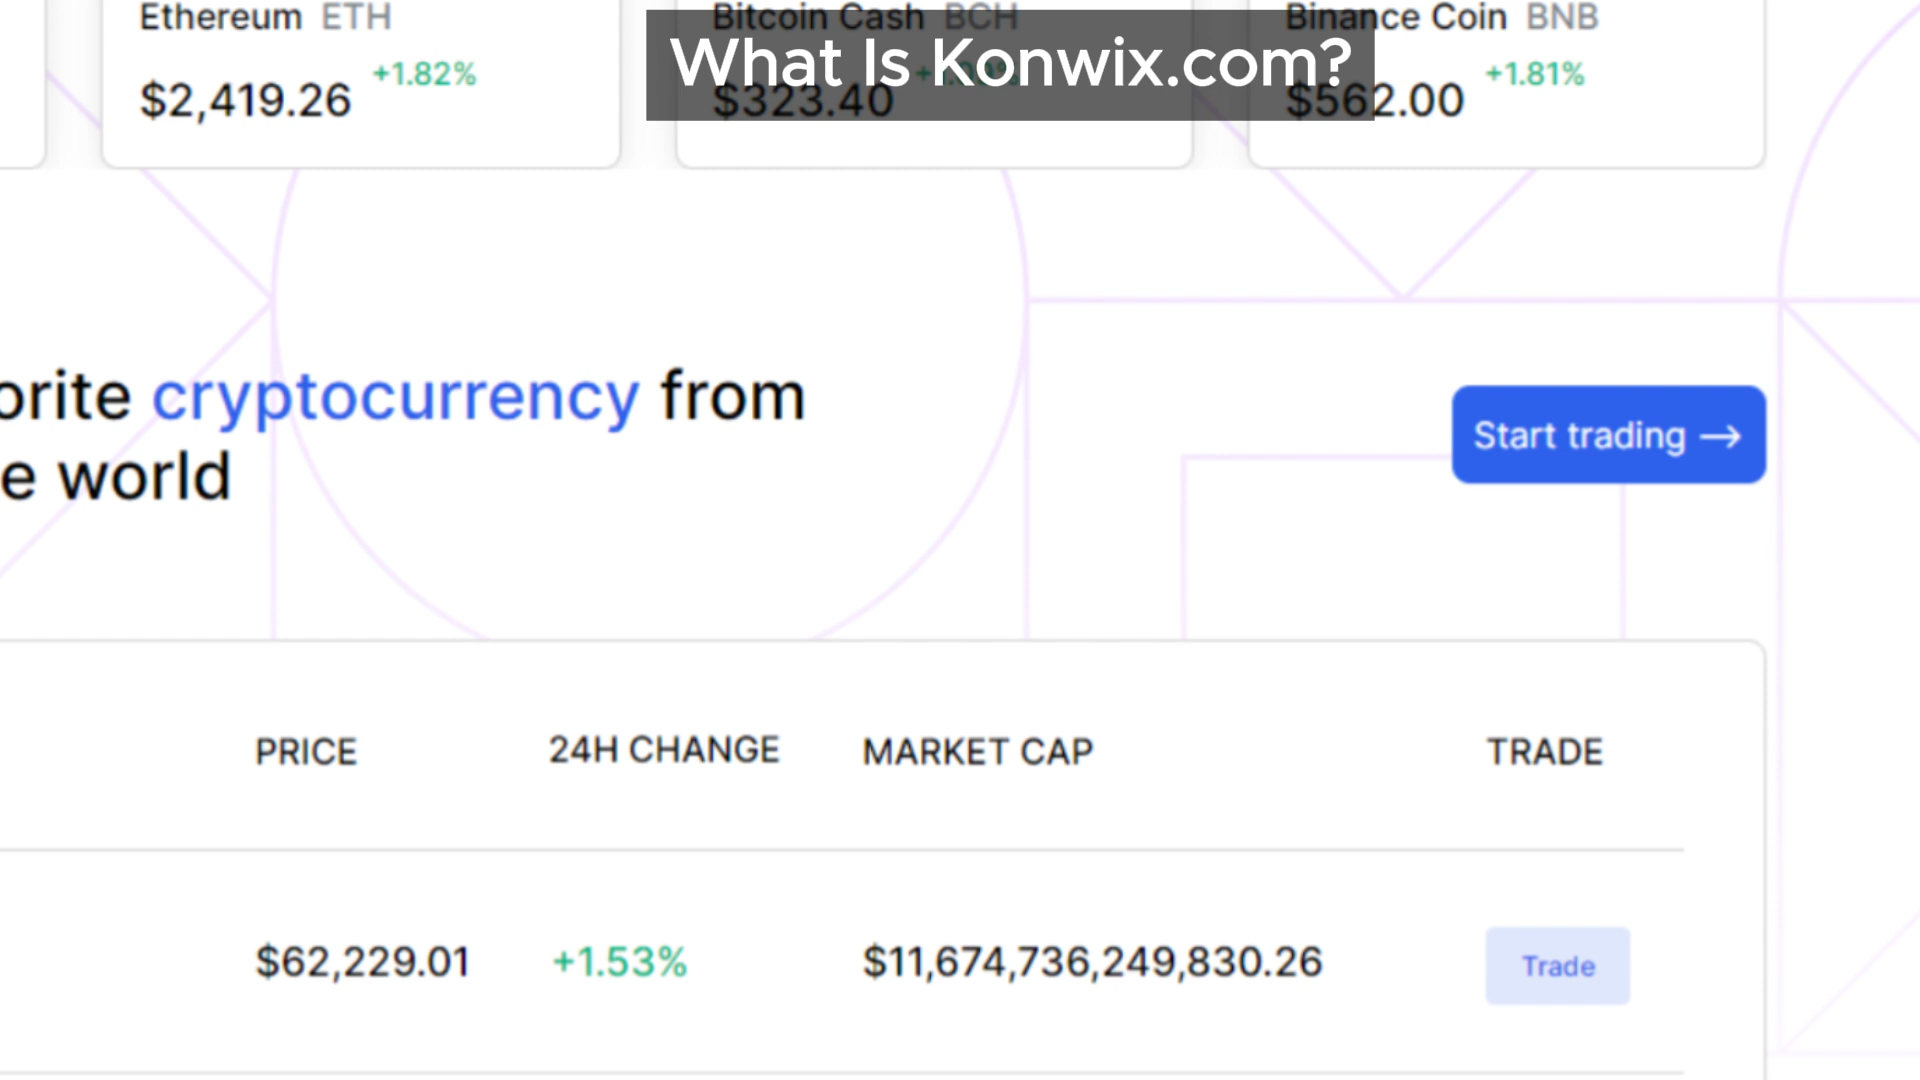 Ethereum ETH
$2,419.26 +1.82%
Bitcoin Cash BCH
$323.40
Binance Coin BNB
$562.00 +1.81%
What Is Konwix.com?
orite cryptocurrency from
e world
Start trading →
PRICE 24H CHANGE MARKET CAP TRADE
$62,229.01 +1.53% $11,674,736,249,830.26 Trade